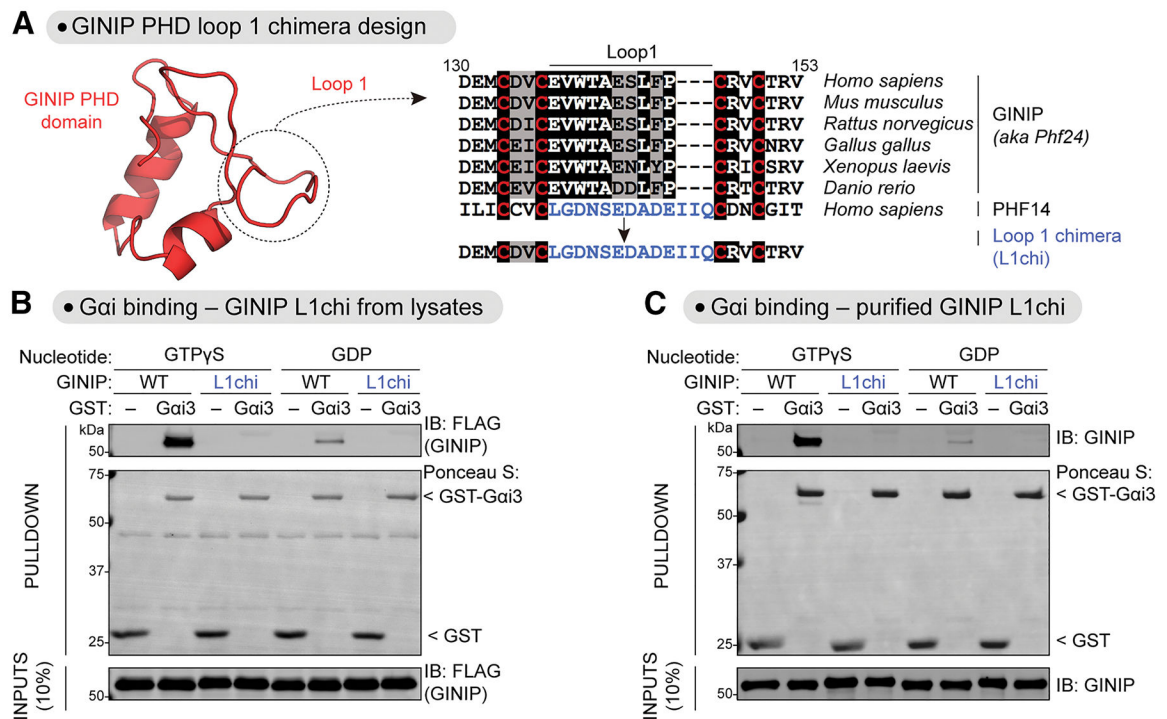 A
• GINIP PHD loop 1 chimera design
GINIP PHD
domain
Loop 1
Loop1
130 153
DEMCDVCEVWTAESLFP---CRVCTRV Homo sapiens
DEMCDVCEVWTAESLFP---CRVCTRV Mus musculus
DEMCDICEVWTAESLFP---CRVCTRV Rattus norvegicus
DEMCEICEVWTAESLFP---CRVCNRV Gallus gallus
DEMCEICEVWTAENLYP---CRICSRV Xenopus laevis
DEMCEVCEVWTADDLFP---CRTCTRV Danio rerio
GINIP
(aka Phf24)
ILICCVCLGDNSEDADEIIQCDNCGIT Homo sapiens PHF14
DEMCDVCLGDNSEDADEIIQCRVCTRV Loop 1 chimera
(L1chi)
B
• Gαi binding – GINIP L1chi from lysates
Nucleotide: GTPγS GDP
GINIP: WT L1chi WT L1chi
GST: – Gαi3 – Gαi3 – Gαi3 – Gαi3
kDa
50
IB: FLAG
(GINIP)
Ponceau S:
75
< GST-Gαi3
50
37
25
< GST
PULLDOWN
INPUTS
(10%)
50
IB: FLAG
(GINIP)
C
• Gαi binding – purified GINIP L1chi
Nucleotide: GTPγS GDP
GINIP: WT L1chi WT L1chi
GST: – Gαi3 – Gαi3 – Gαi3 – Gαi3
kDa
50
IB: GINIP
Ponceau S:
75
< GST-Gαi3
50
37
25
< GST
PULLDOWN
INPUTS
(10%)
50
IB: GINIP